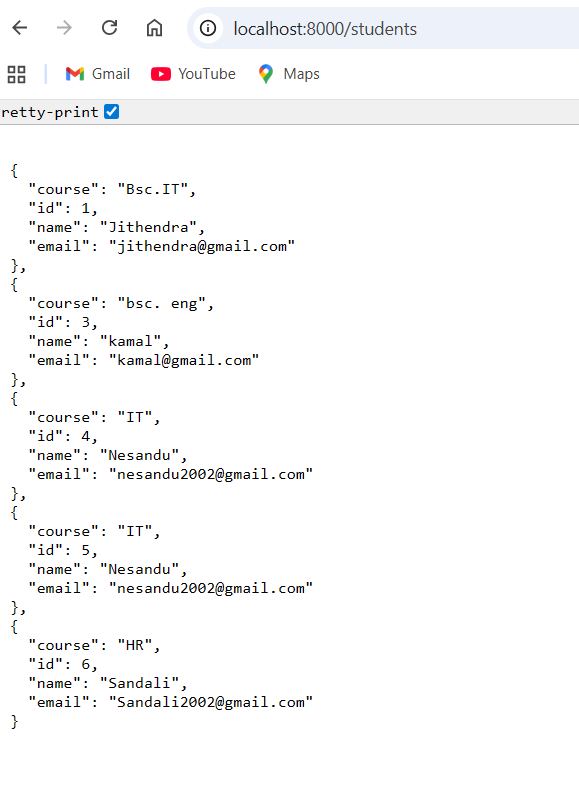 localhost:8000/students
Gmail YouTube Maps
retty-print
{
"course": "Bsc.IT",
"id": 1,
"name": "Jithendra",
"email": "jithendra@gmail.com"
},
{
"course": "bsc. eng",
"id": 3,
"name": "kamal",
"email": "kamal@gmail.com"
},
{
"course": "IT",
"id": 4,
"name": "Nesandu",
"email": "nesandu2002@gmail.com"
},
{
"course": "IT",
"id": 5,
"name": "Nesandu",
"email": "nesandu2002@gmail.com"
},
{
"course": "HR",
"id": 6,
"name": "Sandali",
"email": "Sandali2002@gmail.com"
}